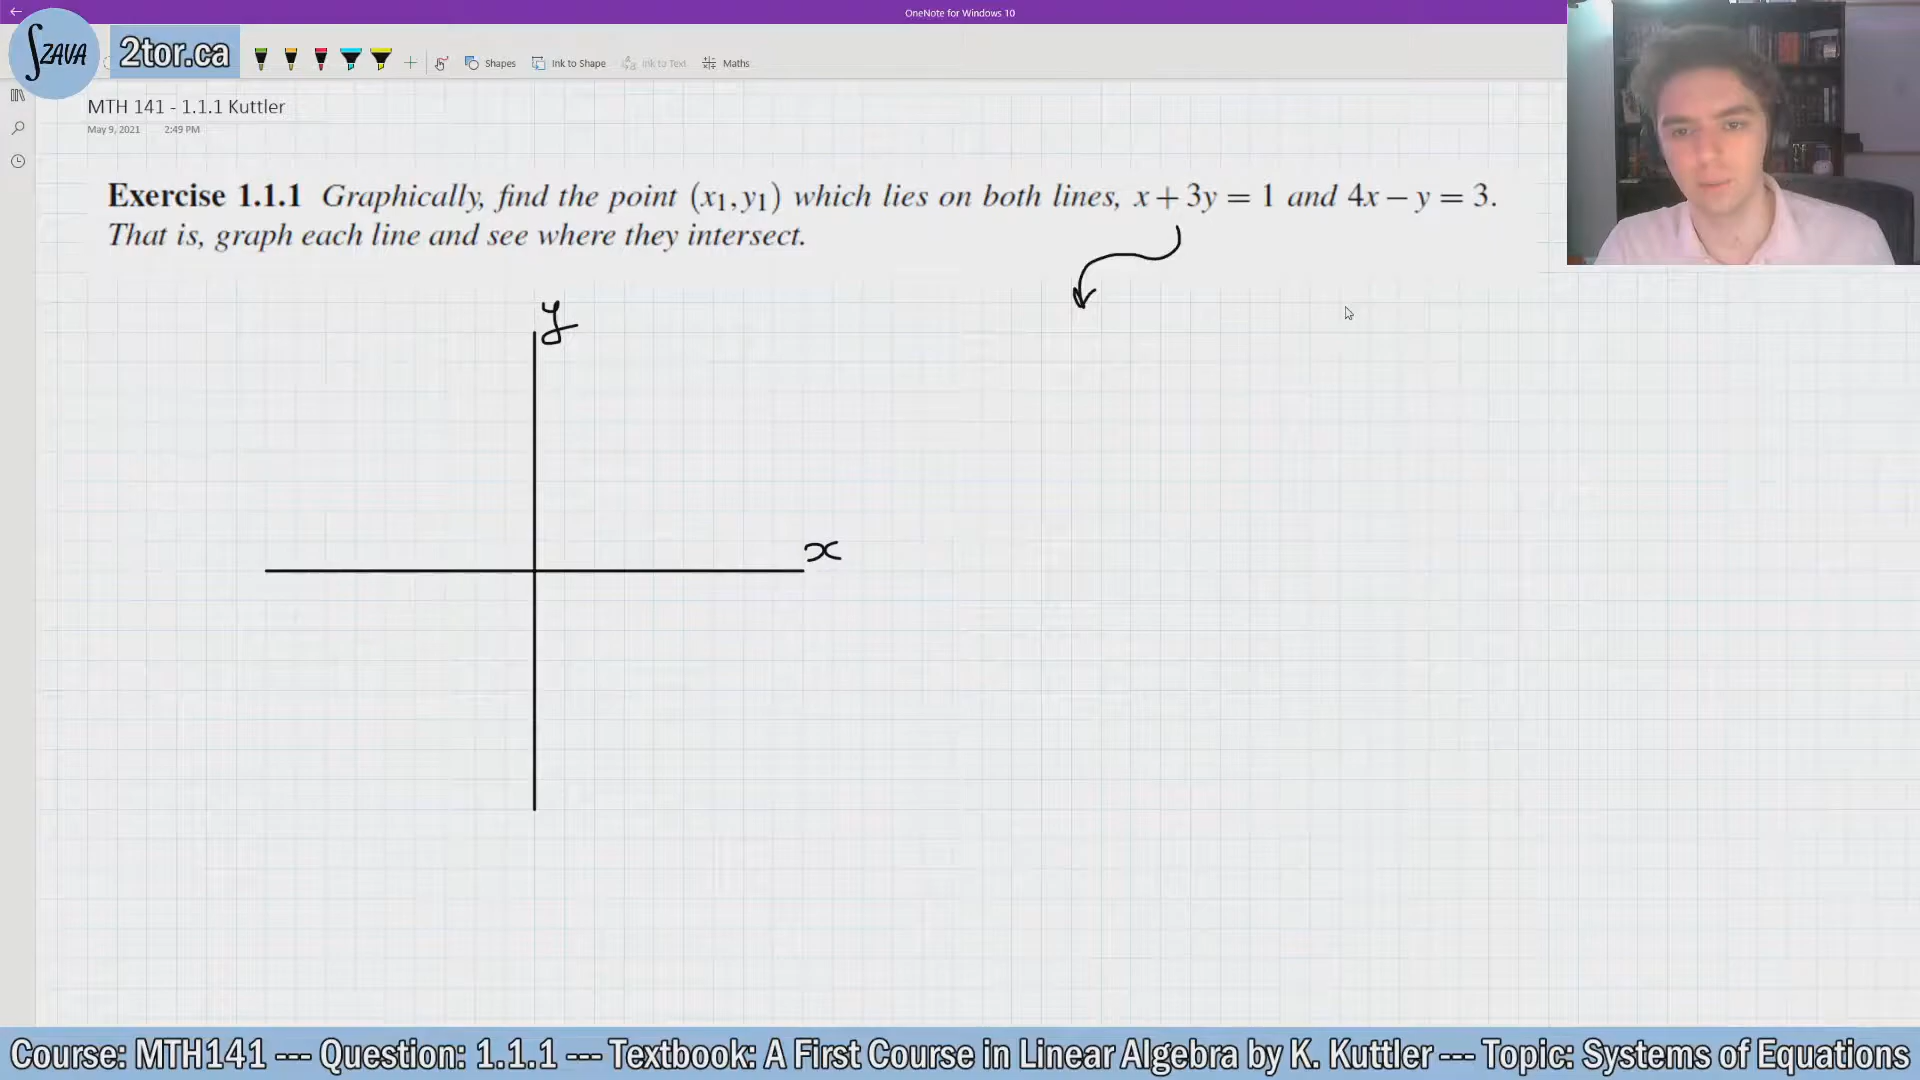 OneNote for Windows 10
∫ZAVA
2tor.ca
Shapes
Ink to Shape
Ink to Text
Maths
MTH 141 - 1.1.1 Kuttler
May 9, 2021 2:49 PM
Exercise 1.1.1 Graphically, find the point (x₁, y₁) which lies on both lines, x + 3y = 1 and 4x − y = 3.
That is, graph each line and see where they intersect.
y
x
Course: MTH141 --- Question: 1.1.1 --- Textbook: A First Course in Linear Algebra by K. Kuttler --- Topic: Systems of Equations